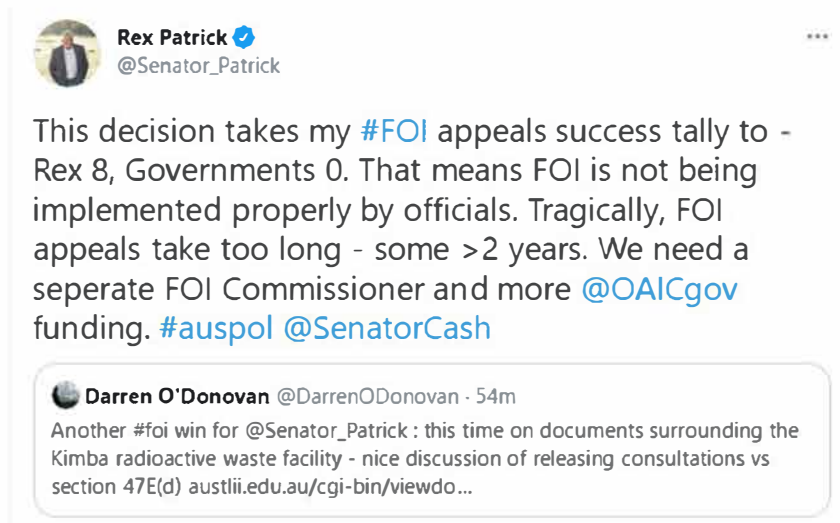 Rex Patrick
@Senator_Patrick
This decision takes my #FOI appeals success tally to -
Rex 8, Governments 0. That means FOI is not being
implemented properly by officials. Tragically, FOI
appeals take too long - some >2 years. We need a
seperate FOI Commissioner and more @OAICgov
funding. #auspol @SenatorCash
Darren O'Donovan @DarrenODonovan · 54m
Another #foi win for @Senator_Patrick : this time on documents surrounding the
Kimba radioactive waste facility - nice discussion of releasing consultations vs
section 47E(d) austlii.edu.au/cgi-bin/viewdo...